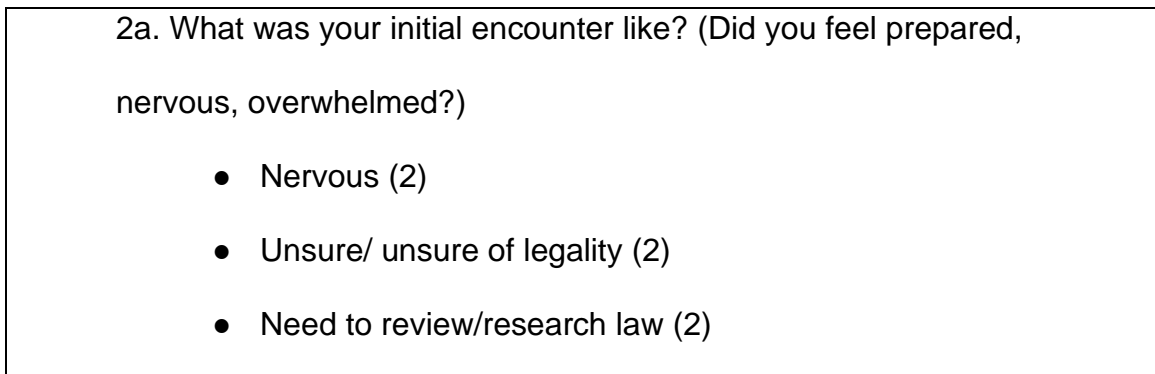 2a. What was your initial encounter like? (Did you feel prepared,
nervous, overwhelmed?)
● Nervous (2)
● Unsure/ unsure of legality (2)
● Need to review/research law (2)